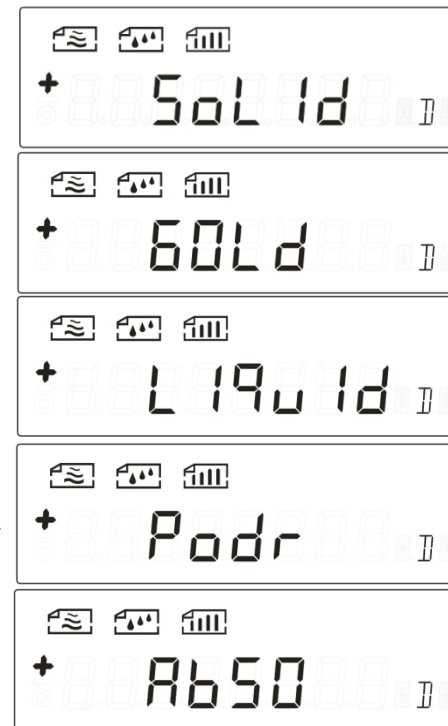 + SoLId D
+ GOLd D
+ LIquId D
+ Podr D
+ AbSO D